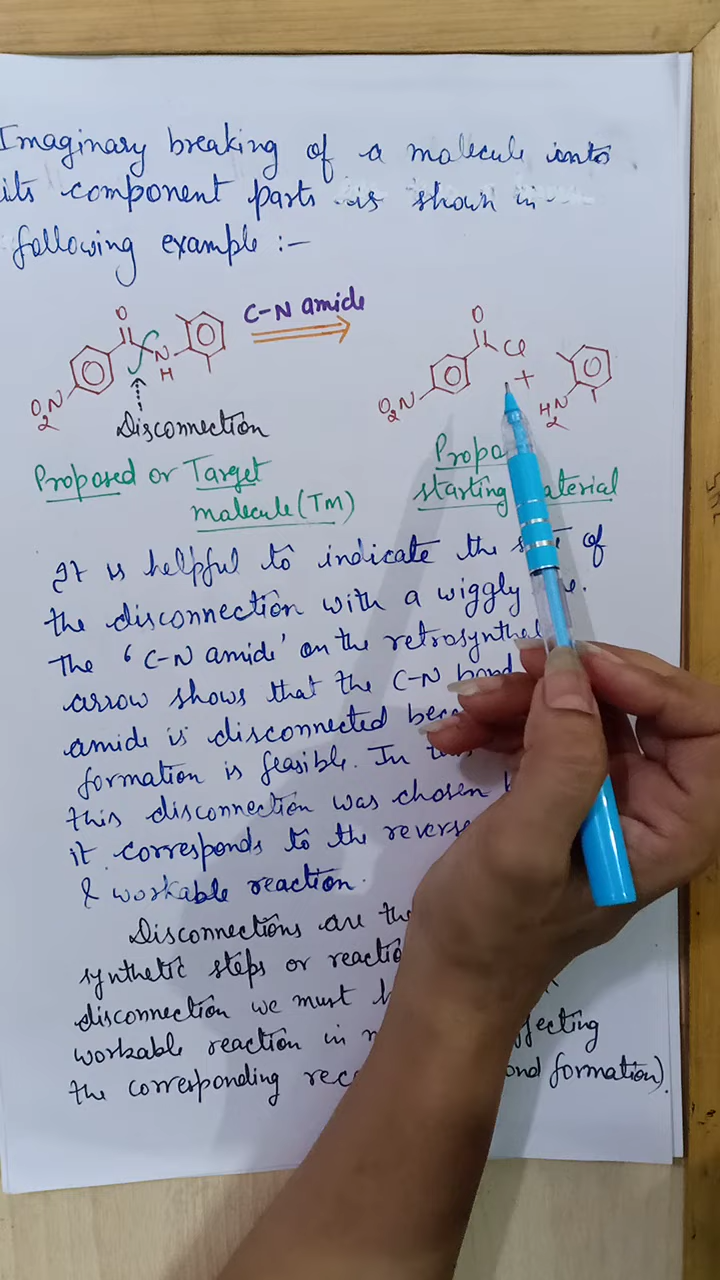 Imaginary breaking of a molecule into
its component parts is shown in
following example :-
O C-N amide O
N H Cl +
O2N O2N H2N
Disconnection
Proposed or Target
molecule (TM)
starting material
It is helpful to indicate the of
the disconnection with a wiggly
The 'C-N amide' on the
arrow shows that the C-N bond
amide is disconnected
formation is feasible. In
this disconnection was chosen
it corresponds to the reverse
& workable reaction.
Disconnections are the
synthetic steps or
disconnection we must
workable reaction in
the corresponding bond formation).